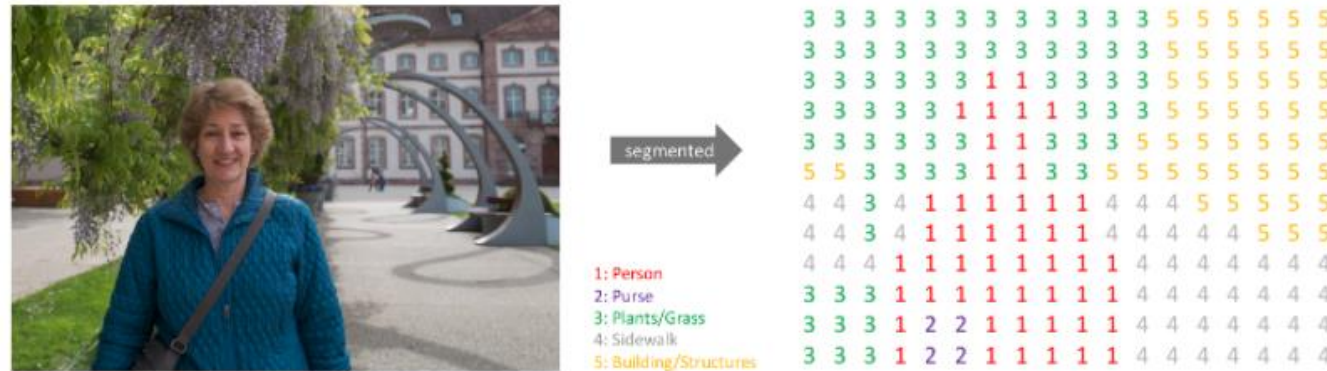 segmented
1: Person
2: Purse
3: Plants/Grass
4: Sidewalk
5: Building/Structures
3 3 3 3 3 3 3 3 3 3 3 3 5 5 5 5 5 5
3 3 3 3 3 3 3 3 3 3 3 3 5 5 5 5 5 5
3 3 3 3 3 3 1 1 3 3 3 3 5 5 5 5 5 5
3 3 3 3 3 1 1 1 1 3 3 3 5 5 5 5 5 5
3 3 3 3 3 3 1 1 3 3 3 5 5 5 5 5 5 5
5 5 3 3 3 3 1 1 3 3 5 5 5 5 5 5 5 5
4 4 3 4 1 1 1 1 1 1 4 4 4 5 5 5 5 5
4 4 3 4 1 1 1 1 1 1 4 4 4 4 4 5 5 5
4 4 4 1 1 1 1 1 1 1 1 4 4 4 4 4 4 4
3 3 3 1 1 1 1 1 1 1 1 4 4 4 4 4 4 4
3 3 3 1 2 2 1 1 1 1 1 4 4 4 4 4 4 4
3 3 3 1 2 2 1 1 1 1 1 4 4 4 4 4 4 4